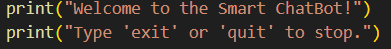 print("Welcome to the Smart ChatBot!")
print("Type 'exit' or 'quit' to stop.")